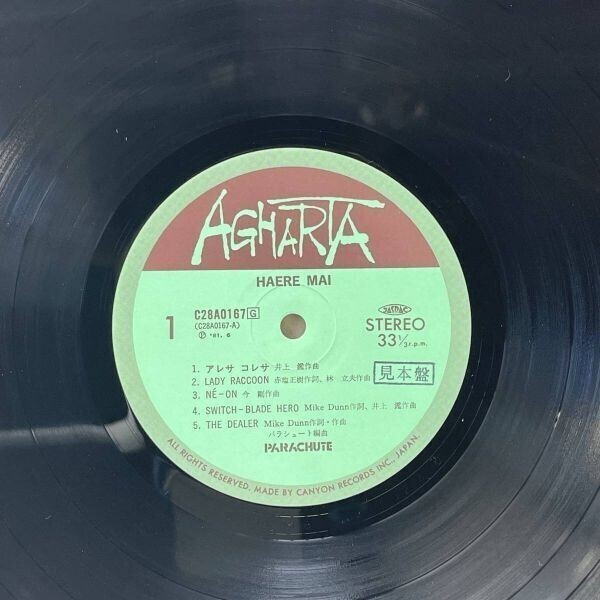 AGHARTA
HAERE MAI
C28A0167 G
(C28A0167-A)
Ⓟ '81. 6
1
JASRAC
STEREO
33 1/3 r.p.m.
見本盤
1. アレサ コレサ 井上 鑑作曲
2. LADY RACCOON 赤塩正樹作詞、林 立夫作曲
3. NÉ-ON 今 剛作曲
4. SWITCH-BLADE HERO Mike Dunn作詞、井上 鑑作曲
5. THE DEALER Mike Dunn作詞・作曲
パラシュート編曲
PARACHUTE
ALL RIGHTS RESERVED. MADE BY CANYON RECORDS INC., JAPAN.